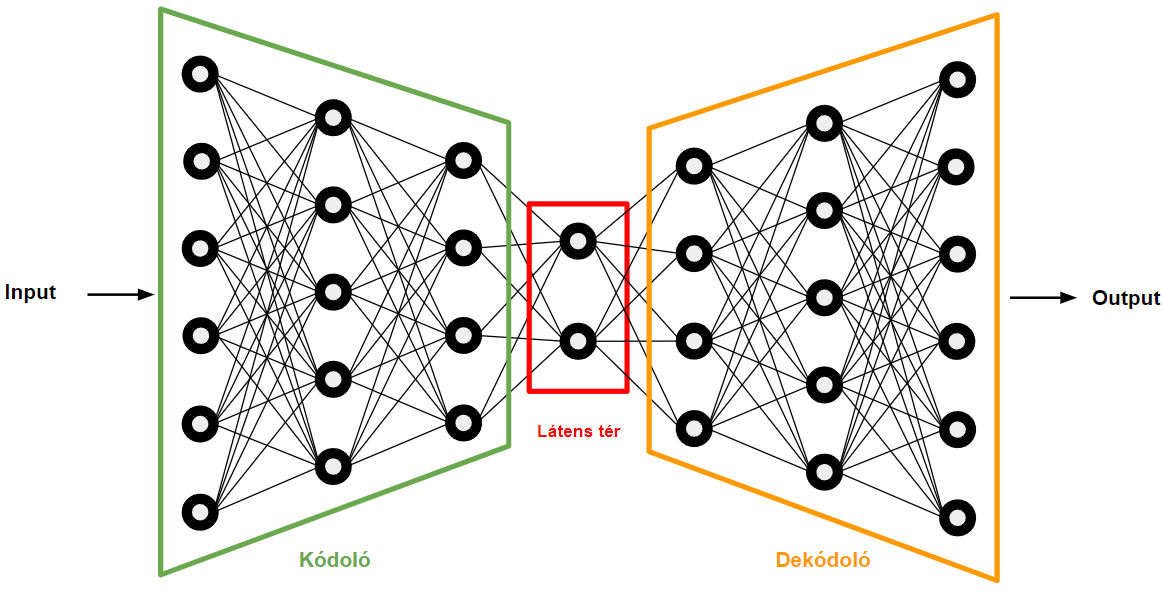 Input
Output
Látens tér
Kódoló
Dekódoló